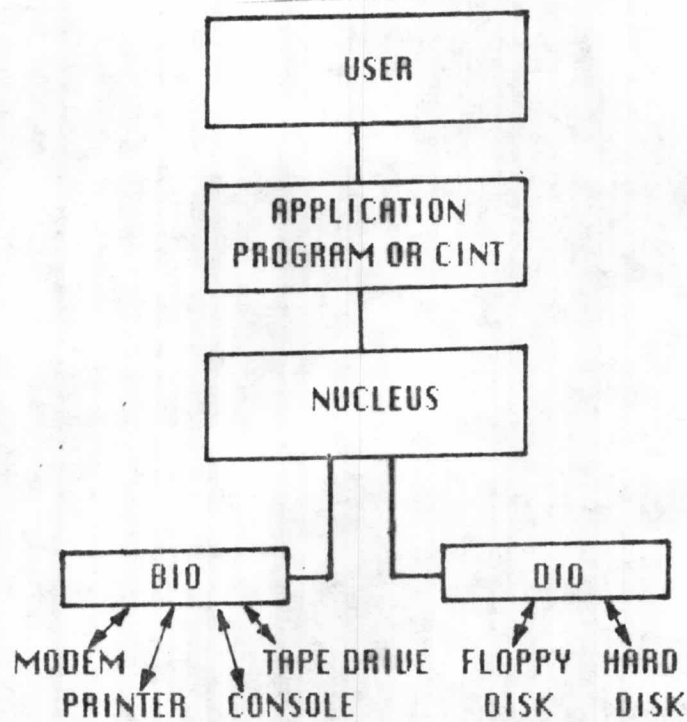 USER
APPLICATION
PROGRAM OR CINT
NUCLEUS
BIO
DIO
MODEM
TAPE DRIVE
FLOPPY
HARD
PRINTER
CONSOLE
DISK
DISK